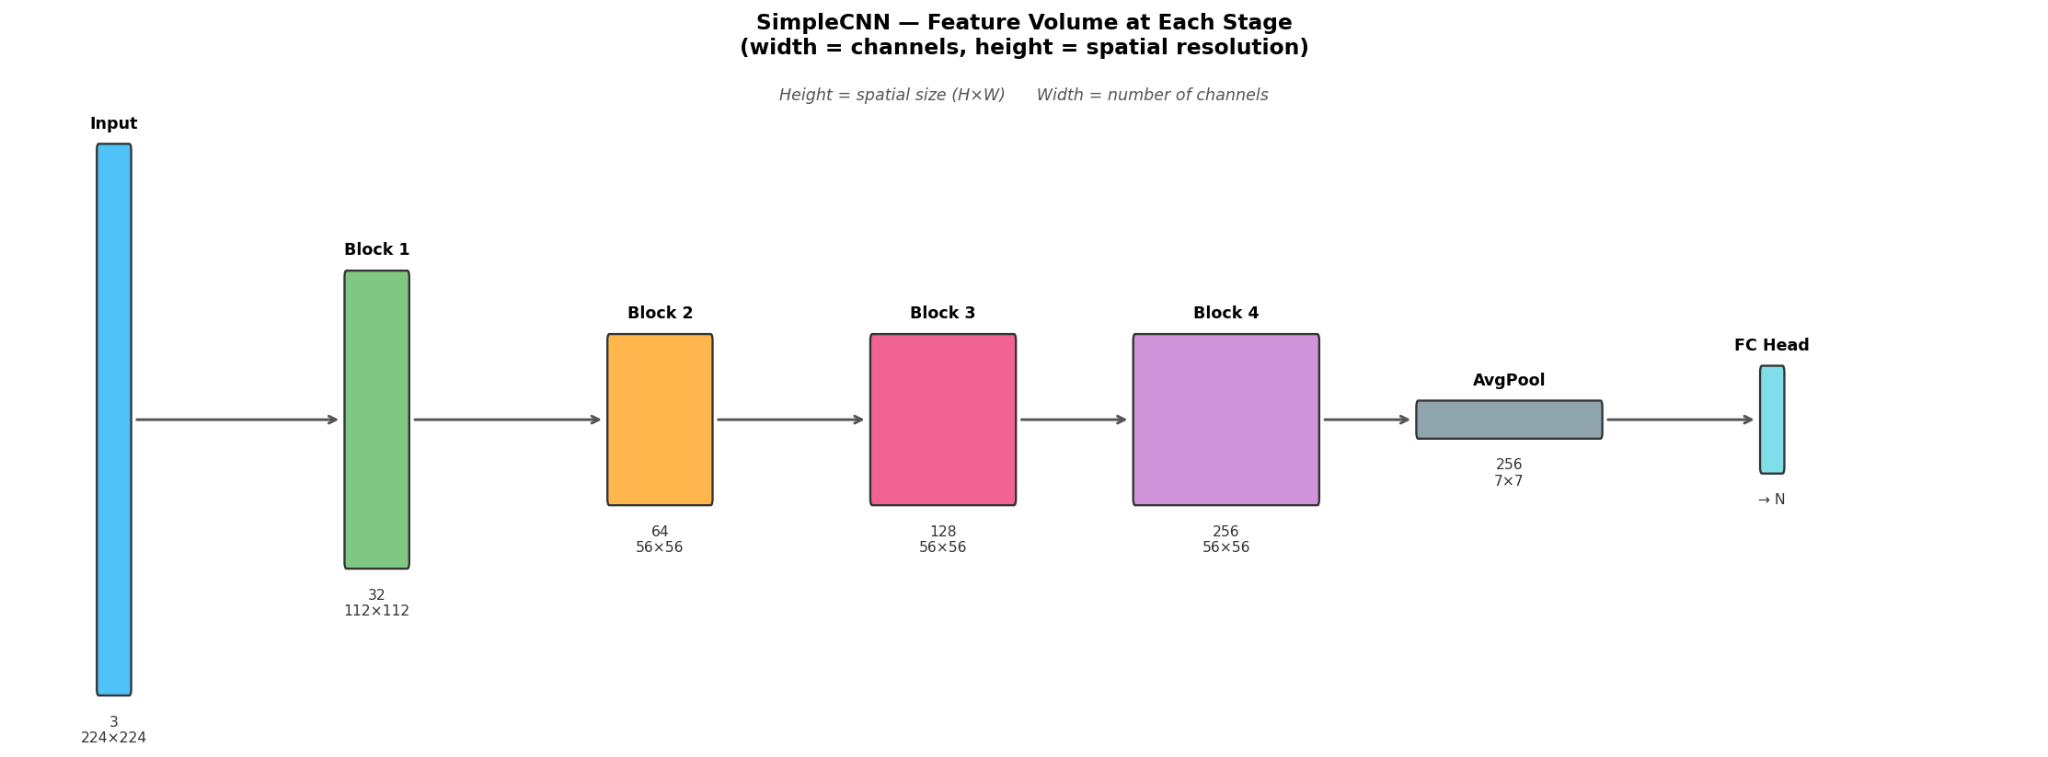 SimpleCNN — Feature Volume at Each Stage
(width = channels, height = spatial resolution)
Height = spatial size (H×W)      Width = number of channels
Input
3
224×224
Block 1
32
112×112
Block 2
64
56×56
Block 3
128
56×56
Block 4
256
56×56
AvgPool
256
7×7
FC Head
→ N